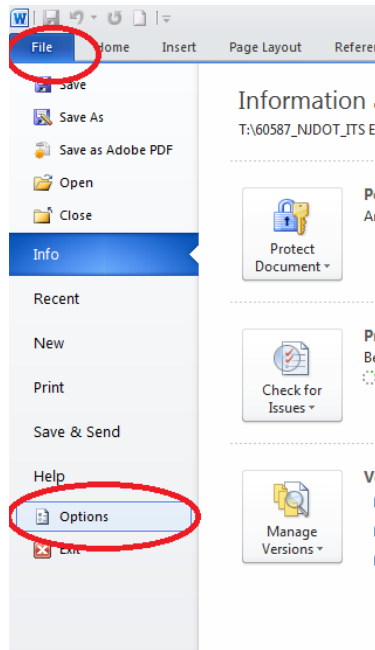 W
File Home Insert Page Layout
Save
Save As
Save as Adobe PDF
Open
Close
Info
Recent
New
Print
Save & Send
Help
Options
Exit
Information
T:\60587_NJDOT_ITS E
Protect
Document
Check for
Issues
Manage
Versions